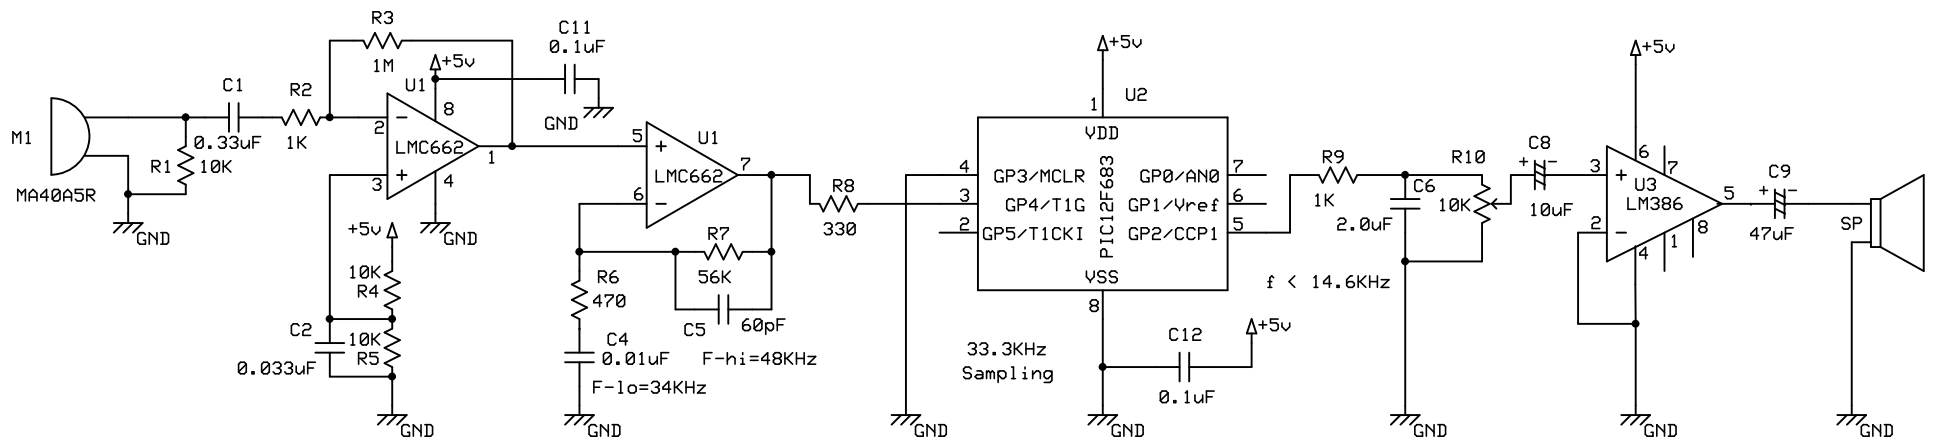 M1
MA40A5R
R1
10K
C1
0.33uF
R2
1K
R3
1M
U1
+5v
8
2
−
LMC662
+
3
1
4
GND
C11
0.1uF
GND
GND
+5v
10K
R4
10K
R5
C2
0.033uF
GND
5
+
U1
LMC662
7
6
−
R7
56K
C5
60pF
R6
470
C4
0.01uF
F-hi=48KHz
F-lo=34KHz
GND
R8
330
GND
+5v
1
U2
VDD
4
GP3/MCLR
3
GP4/T1G
2
GP5/T1CKI
PIC12F683
GP0/AN0
7
GP1/Vref
6
GP2/CCP1
5
VSS
8
33.3KHz
Sampling
C12
0.1uF
+5v
GND
R9
1K
C6
2.0uF
R10
10K
f < 14.6KHz
GND
C8
+
−
10uF
+5v
3
+
6
7
U3
LM386
5
2
−
4
1
8
GND
C9
+
−
47uF
SP
GND